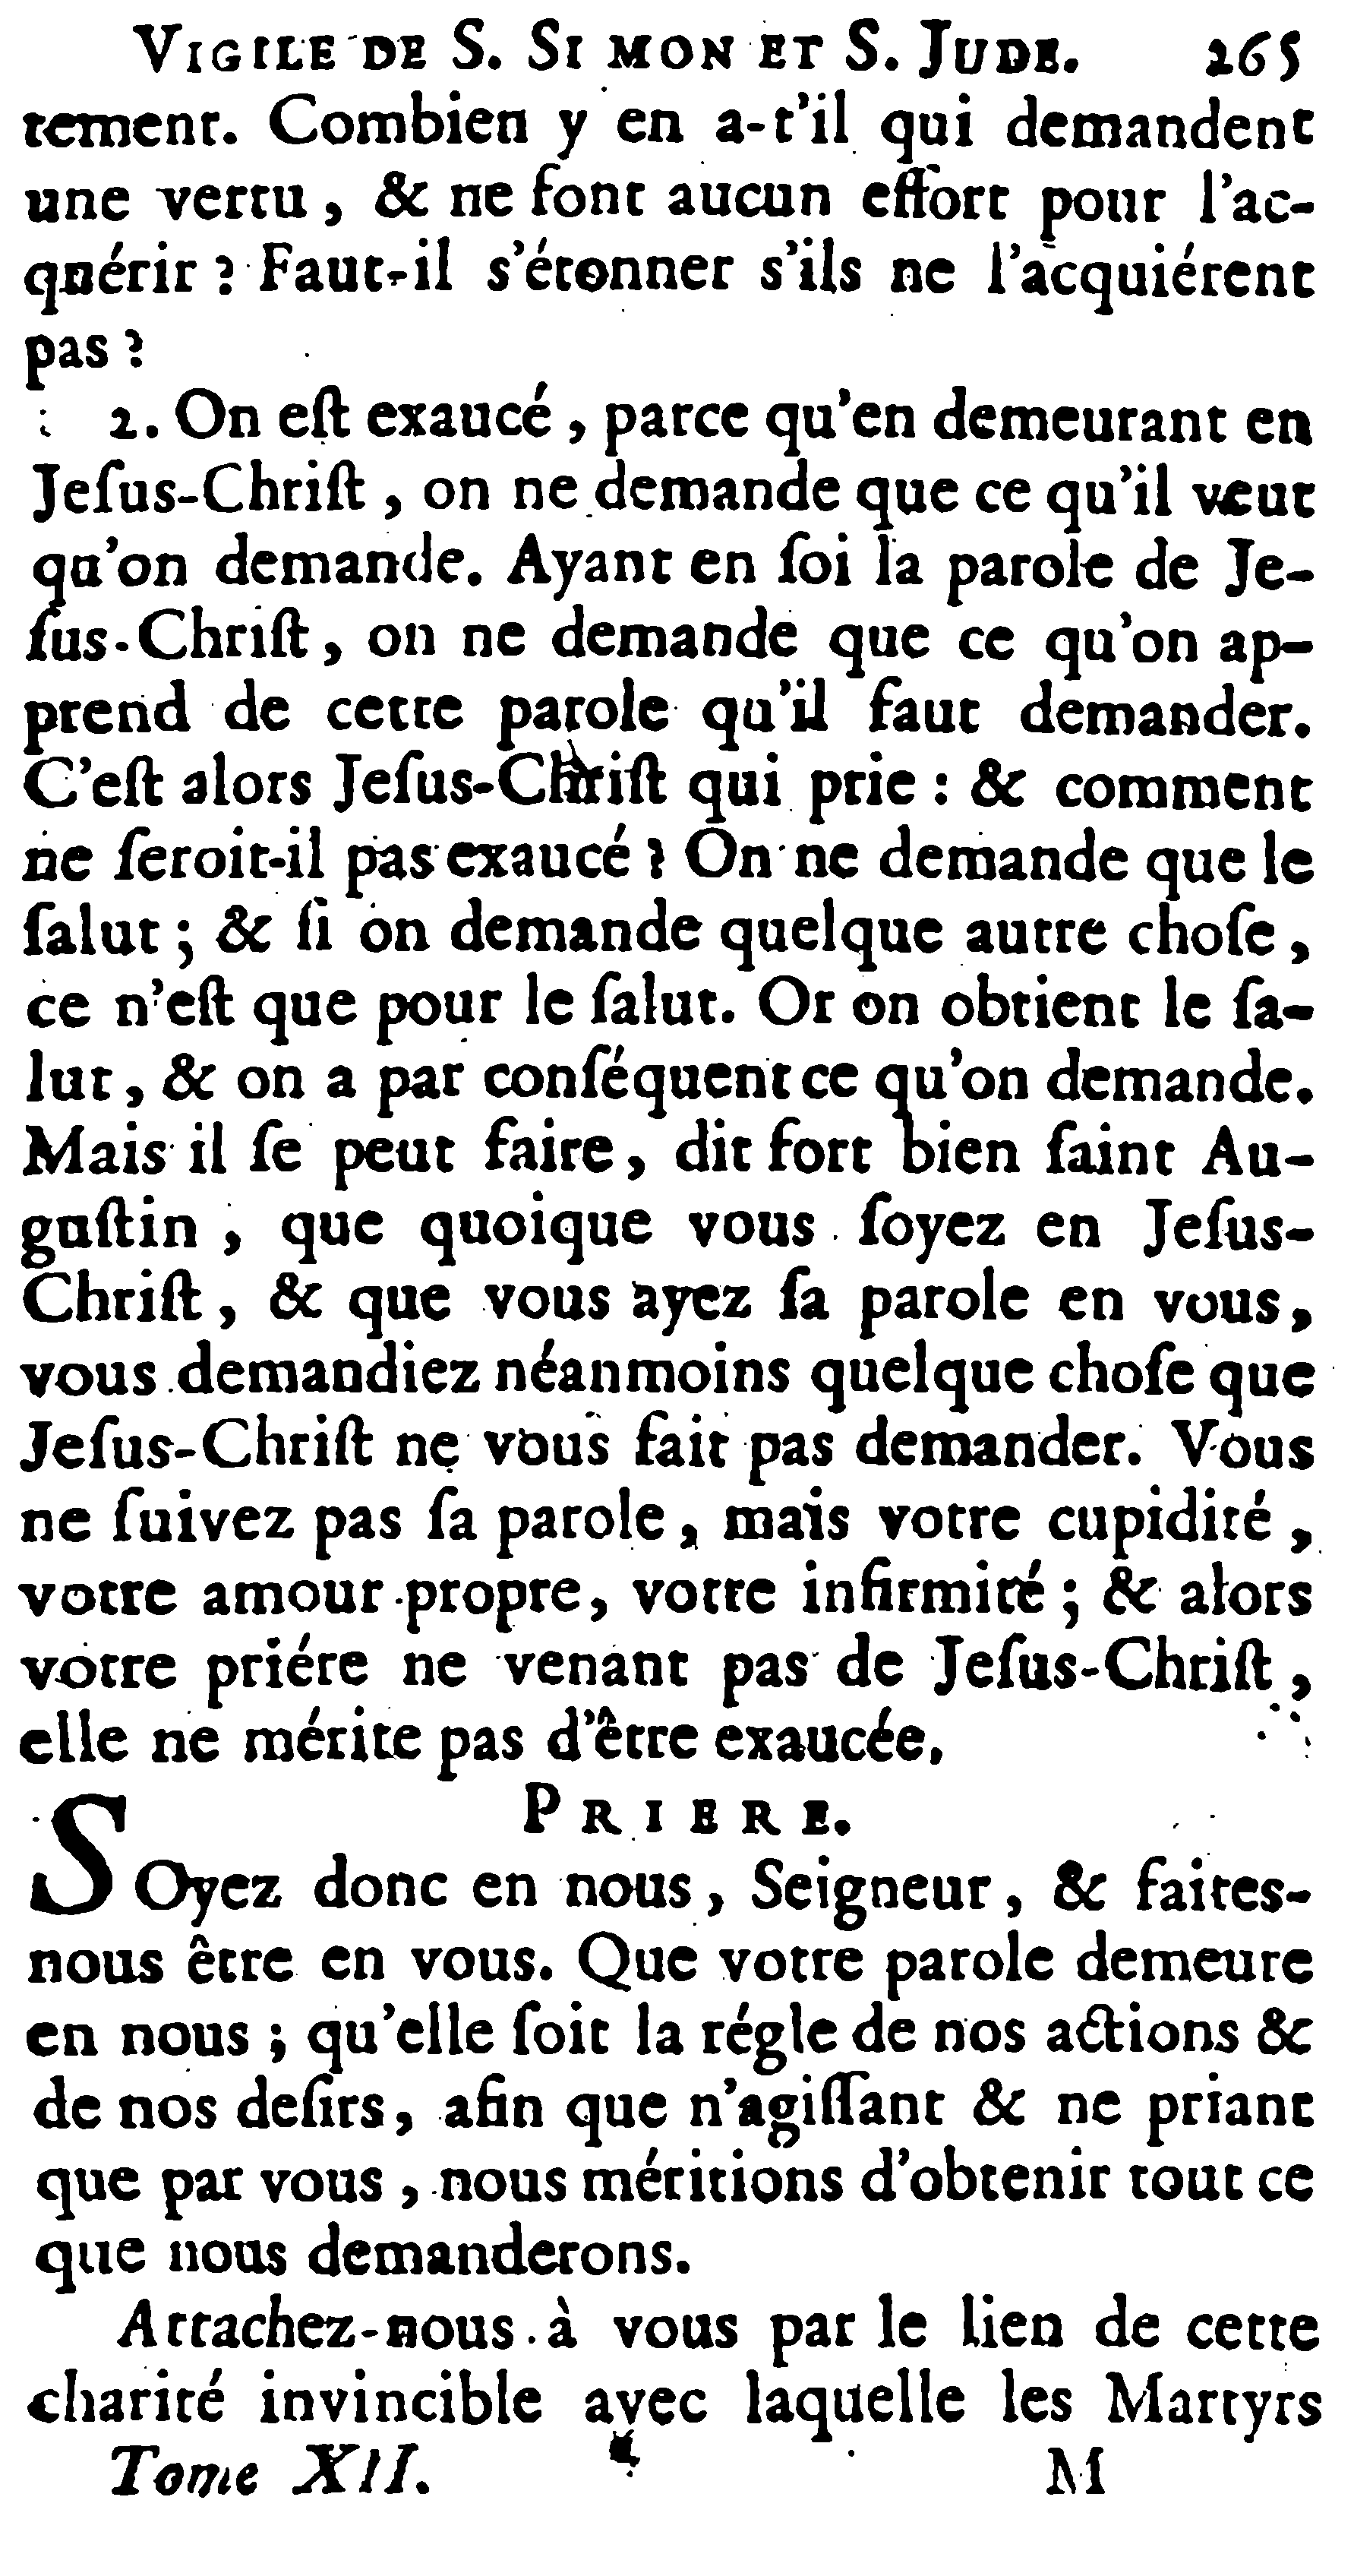 VIGILE DE S. SIMON ET S. JUDE. 265
tement. Combien y en a-t'il qui demandent
une vertu, & ne font aucun effort pour l'ac-
quérir ? Faut-il s'étonner s'ils ne l'acquiérent
pas ?
2. On eſt exaucé, parce qu'en demeurant en
Jeſus-Chriſt, on ne demande que ce qu'il veut
qu'on demande. Ayant en ſoi la parole de Je-
ſus-Chriſt, on ne demande que ce qu'on ap-
prend de cette parole qu'il faut demander.
C'eſt alors Jeſus-Chriſt qui prie : & comment
ne ſeroit-il pas exaucé ? On ne demande que le
ſalut ; & ſi on demande quelque autre choſe,
ce n'eſt que pour le ſalut. Or on obtient le ſa-
lut, & on a par conſéquent ce qu'on demande.
Mais il ſe peut faire, dit fort bien ſaint Au-
guſtin, que quoique vous ſoyez en Jeſus-
Chriſt, & que vous ayez ſa parole en vous,
vous demandiez néanmoins quelque choſe que
Jeſus-Chriſt ne vous fait pas demander. Vous
ne ſuivez pas ſa parole, mais votre cupidité,
votre amour propre, votre infirmité ; & alors
votre priére ne venant pas de Jeſus-Chriſt,
elle ne mérite pas d'être exaucée.
PRIERE.
SOyez donc en nous, Seigneur, & faites-
nous être en vous. Que votre parole demeure
en nous ; qu'elle ſoit la régle de nos actions &
de nos deſirs, afin que n'agiſſant & ne priant
que par vous, nous méritions d'obtenir tout ce
que nous demanderons.
Attachez-nous à vous par le lien de cette
charité invincible avec laquelle les Martyrs
Tome XII. M